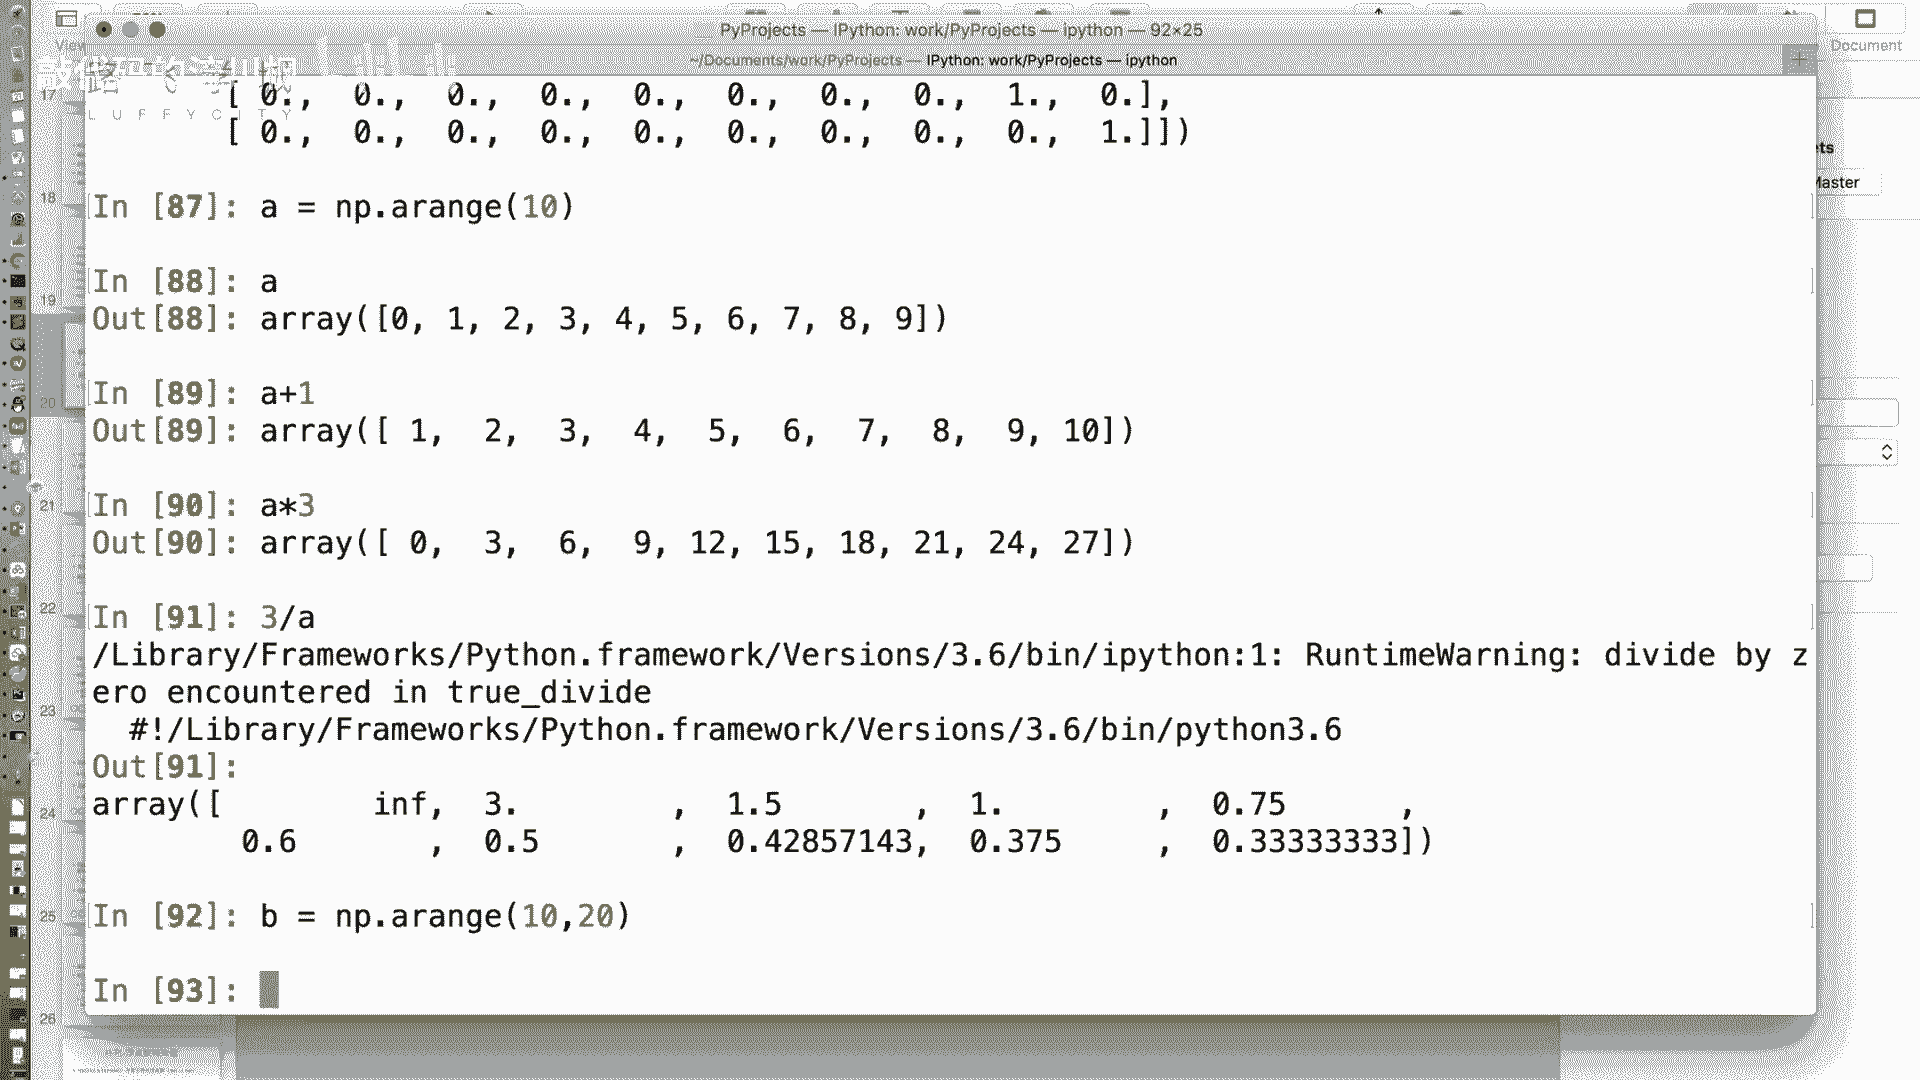 PyProjects — IPython: work/PyProjects — ipython — 92×25
~/Documents/work/PyProjects — IPython: work/PyProjects — ipython
View
Document
LUFFYCITY
[ 0., 0., 0., 0., 0., 0., 0., 0., 1., 0.],
[ 0., 0., 0., 0., 0., 0., 0., 0., 0., 1.]])
In [87]: a = np.arange(10)
In [88]: a
Out[88]: array([0, 1, 2, 3, 4, 5, 6, 7, 8, 9])
In [89]: a+1
Out[89]: array([ 1, 2, 3, 4, 5, 6, 7, 8, 9, 10])
In [90]: a*3
Out[90]: array([ 0, 3, 6, 9, 12, 15, 18, 21, 24, 27])
In [91]: 3/a
/Library/Frameworks/Python.framework/Versions/3.6/bin/ipython:1: RuntimeWarning: divide by z
ero encountered in true_divide
#!/Library/Frameworks/Python.framework/Versions/3.6/bin/python3.6
Out[91]:
array([ inf, 3. , 1.5 , 1. , 0.75 ,
0.6 , 0.5 , 0.42857143, 0.375 , 0.33333333])
In [92]: b = np.arange(10,20)
In [93]:
17
18
19
20
21
22
23
24
25
26
ets
Master